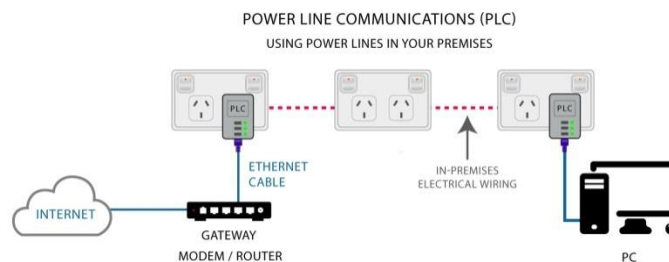 POWER LINE COMMUNICATIONS (PLC)
USING POWER LINES IN YOUR PREMISES
PLC
PLC
ETHERNET
CABLE
IN-PREMISES
ELECTRICAL WIRING
INTERNET
GATEWAY
MODEM / ROUTER
PC